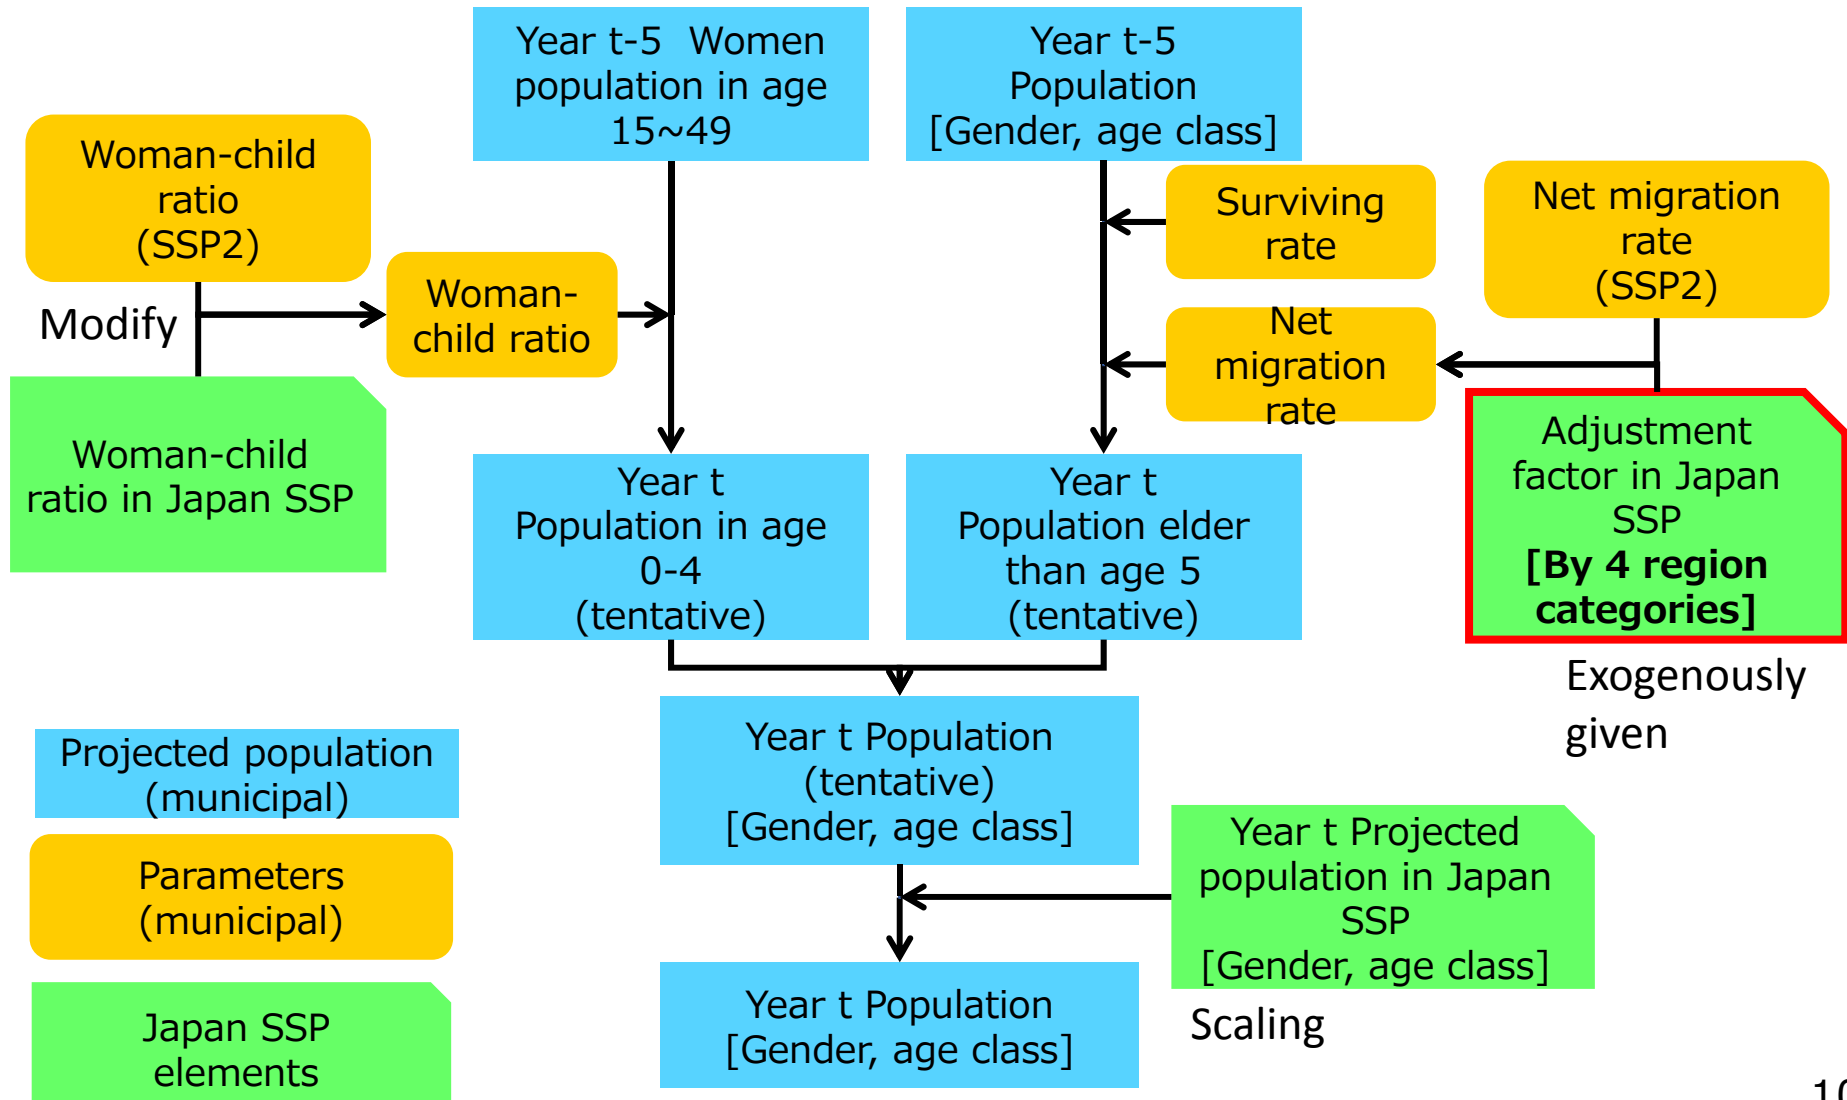 Year t-5 Women
population in age
15~49
Year t-5
Population
[Gender, age class]
Woman-child
ratio
(SSP2)
Surviving
rate
Net migration
rate
(SSP2)
Modify
Woman-
child ratio
Net
migration
rate
Woman-child
ratio in Japan SSP
Adjustment
factor in Japan
SSP
[By 4 region
categories]
Year t
Population in age
0-4
(tentative)
Year t
Population elder
than age 5
(tentative)
Exogenously
given
Year t Population
(tentative)
[Gender, age class]
Projected population
(municipal)
Year t Projected
population in Japan
SSP
[Gender, age class]
Parameters
(municipal)
Scaling
Year t Population
[Gender, age class]
Japan SSP
elements
10